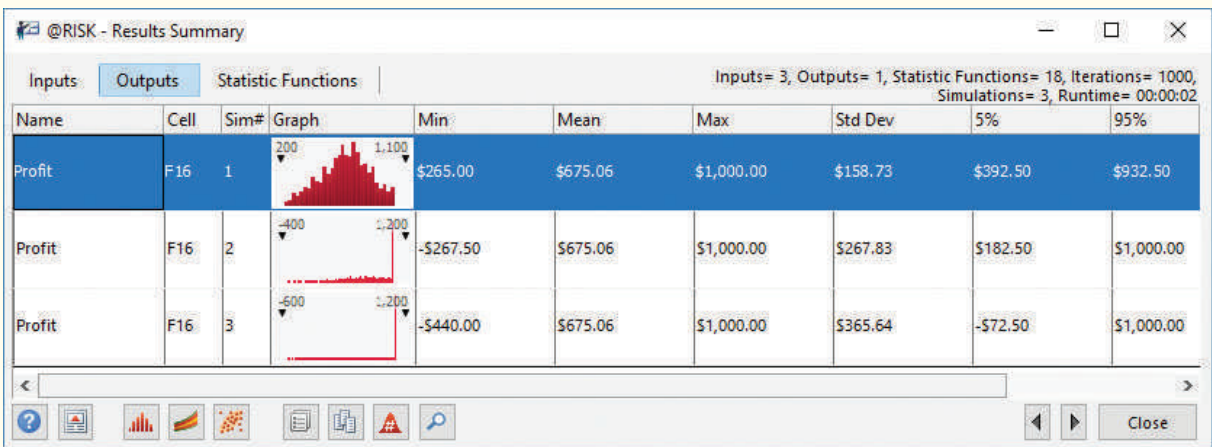 @RISK - Results Summary
Inputs Outputs Statistic Functions
Inputs= 3, Outputs= 1, Statistic Functions= 18, Iterations= 1000,
Simulations= 3, Runtime= 00:00:02
Name Cell Sim# Graph Min Mean Max Std Dev 5% 95%
200 1,100
Profit F16 1 $265.00 $675.06 $1,000.00 $158.73 $392.50 $932.50
-400 1,200
Profit F16 2 -$267.50 $675.06 $1,000.00 $267.83 $182.50 $1,000.00
-600 1,200
Profit F16 3 -$440.00 $675.06 $1,000.00 $365.64 -$72.50 $1,000.00
Close